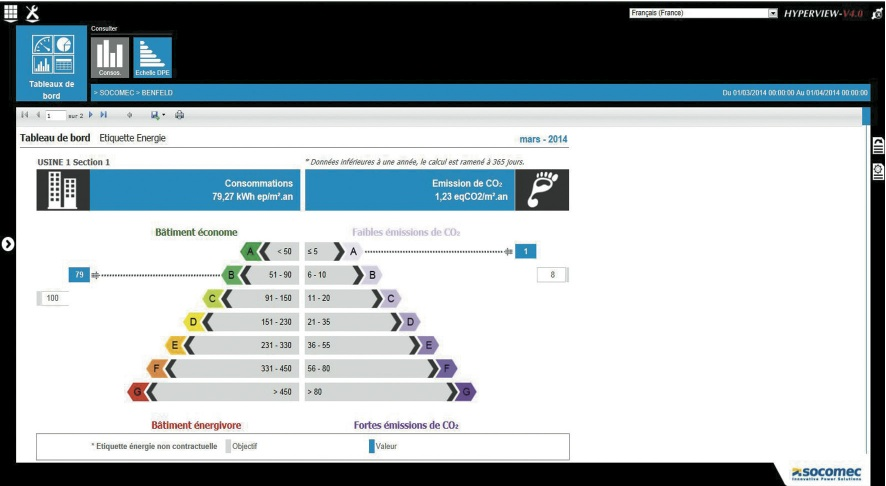 Français (France)
HYPERVIEW-V4.0
Consulter
Consos.
Echelle DPE
Tableaux de
bord
> SOCOMEC > BENFELD
Du 01/03/2014 00:00:00 Au 01/04/2014 00:00:00
1 sur 2
Tableau de bord Etiquette Energie
mars - 2014
USINE 1 Section 1
* Données inférieures à une année, le calcul est ramené à 365 jours.
Consommations
79,27 kWh ep/m².an
Emission de CO₂
1,23 eqCO2/m².an
Bâtiment économe
Faibles émissions de CO₂
A < 50 ≤ 5 A 1
79 B 51 - 90 6 - 10 B 8
100 C 91 - 150 11 - 20 C
D 151 - 230 21 - 35 D
E 231 - 330 36 - 55 E
F 331 - 450 56 - 80 F
G > 450 > 80 G
Bâtiment énergivore
Fortes émissions de CO₂
* Etiquette énergie non contractuelle Objectif Valeur
socomec
Innovative Power Solutions